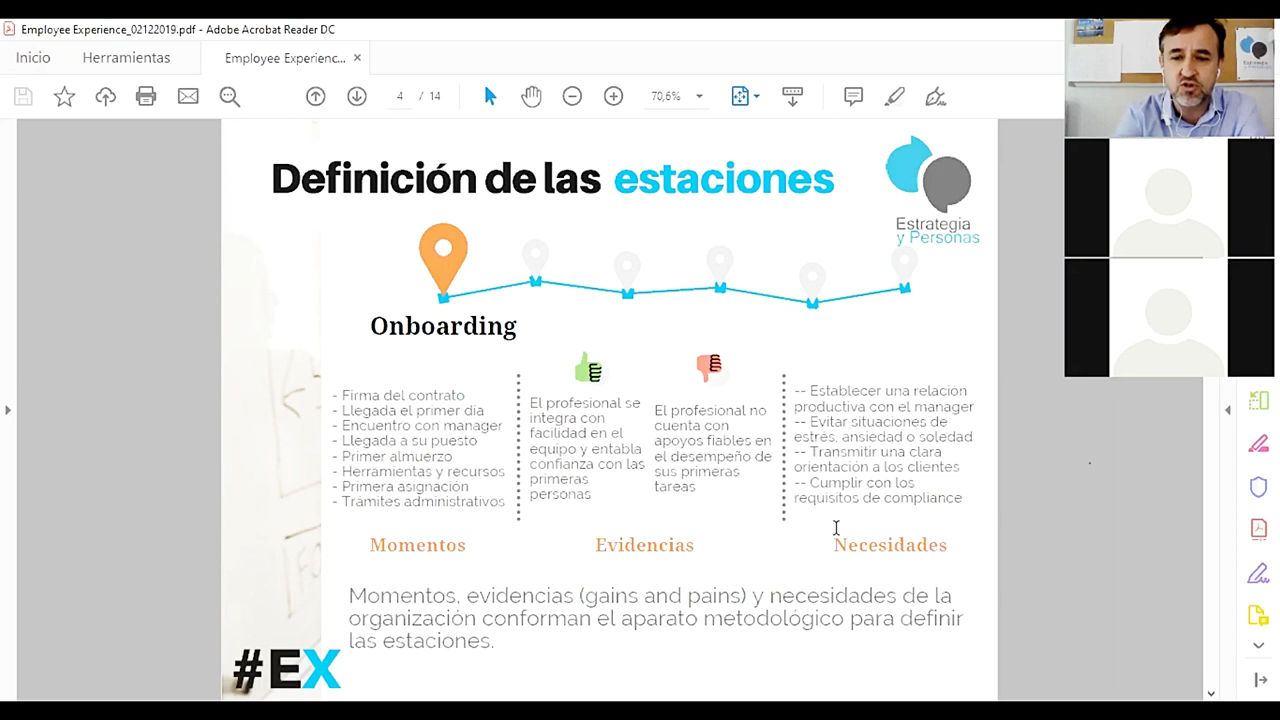 Employee Experience_02122019.pdf - Adobe Acrobat Reader DC
Inicio
Herramientas
Employee Experienc...
4 / 14
70,6%
Definición de las estaciones
Estrategia
y Personas
Onboarding
- Firma del contrato
- Llegada el primer día
- Encuentro con manager
- Llegada a su puesto
- Primer almuerzo
- Herramientas y recursos
- Primera asignación
- Trámites administrativos
Momentos
El profesional se
integra con
facilidad en el
equipo y entabla
confianza con las
primeras
personas
El profesional no
cuenta con
apoyos fiables en
el desempeño de
sus primeras
tareas
Evidencias
-- Establecer una relación
productiva con el manager
-- Evitar situaciones de
estrés, ansiedad o soledad
-- Transmitir una clara
orientación a los clientes
-- Cumplir con los
requisitos de compliance
Necesidades
Momentos, evidencias (gains and pains) y necesidades de la
organización conforman el aparato metodológico para definir
las estaciones.
#EX
Estrategia
y Personas